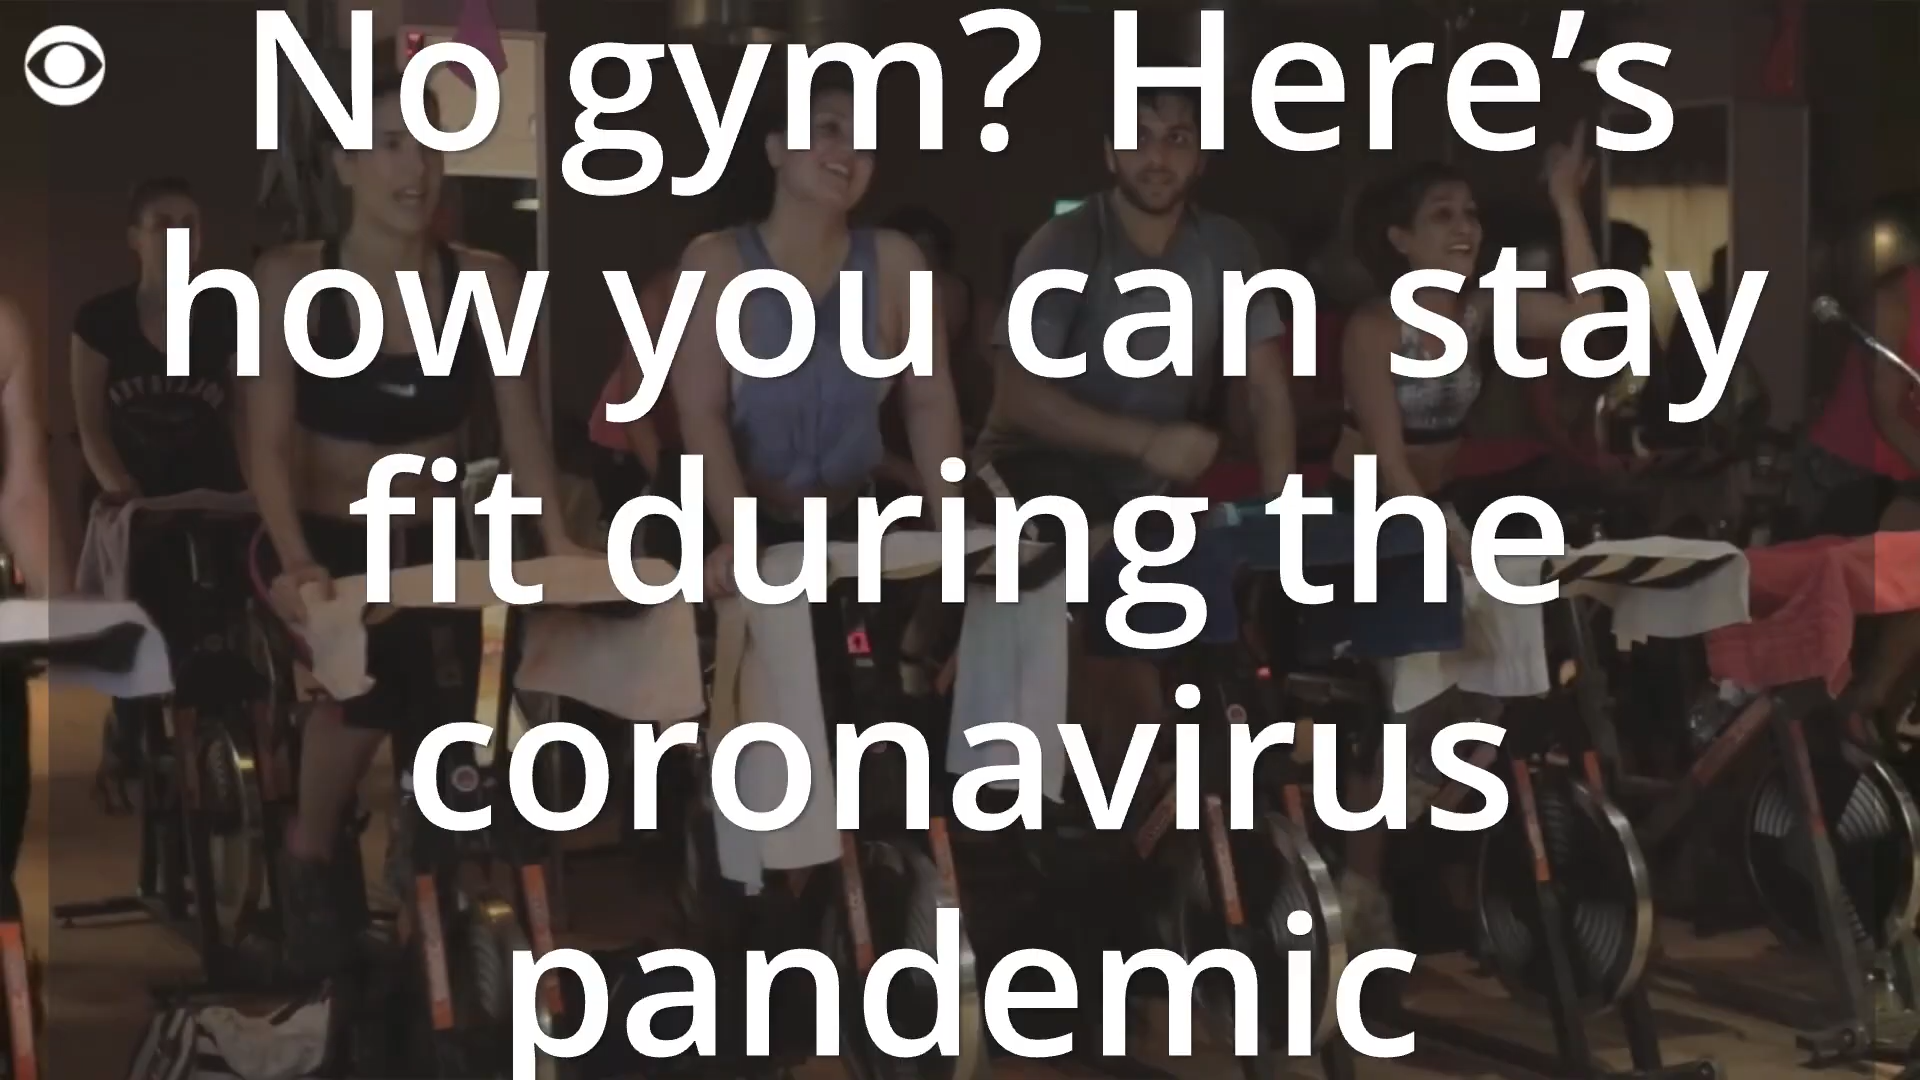 No gym? Here’s
how you can stay
fit during the
coronavirus
pandemic